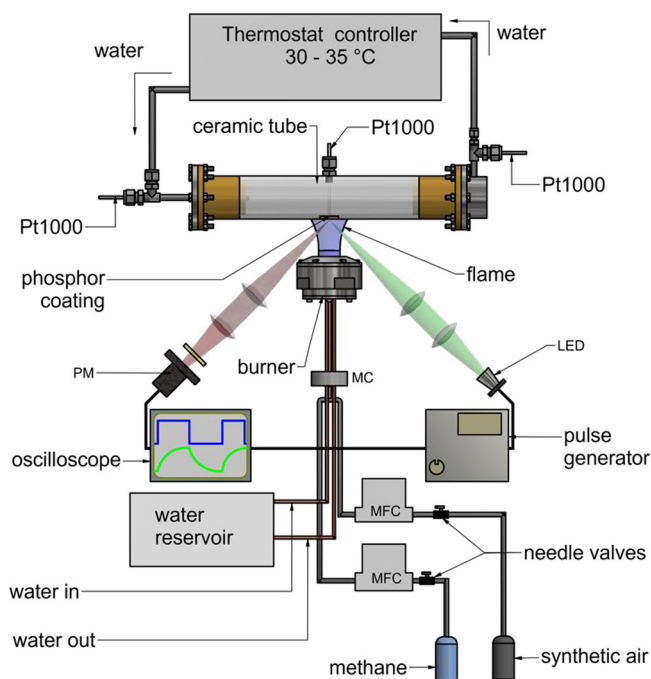 Thermostat controller
30 - 35 °C
water
water
ceramic tube
Pt1000
Pt1000
Pt1000
phosphor
coating
flame
burner
PM
LED
MC
oscilloscope
pulse
generator
water
reservoir
MFC
MFC
needle valves
water in
water out
methane
synthetic air